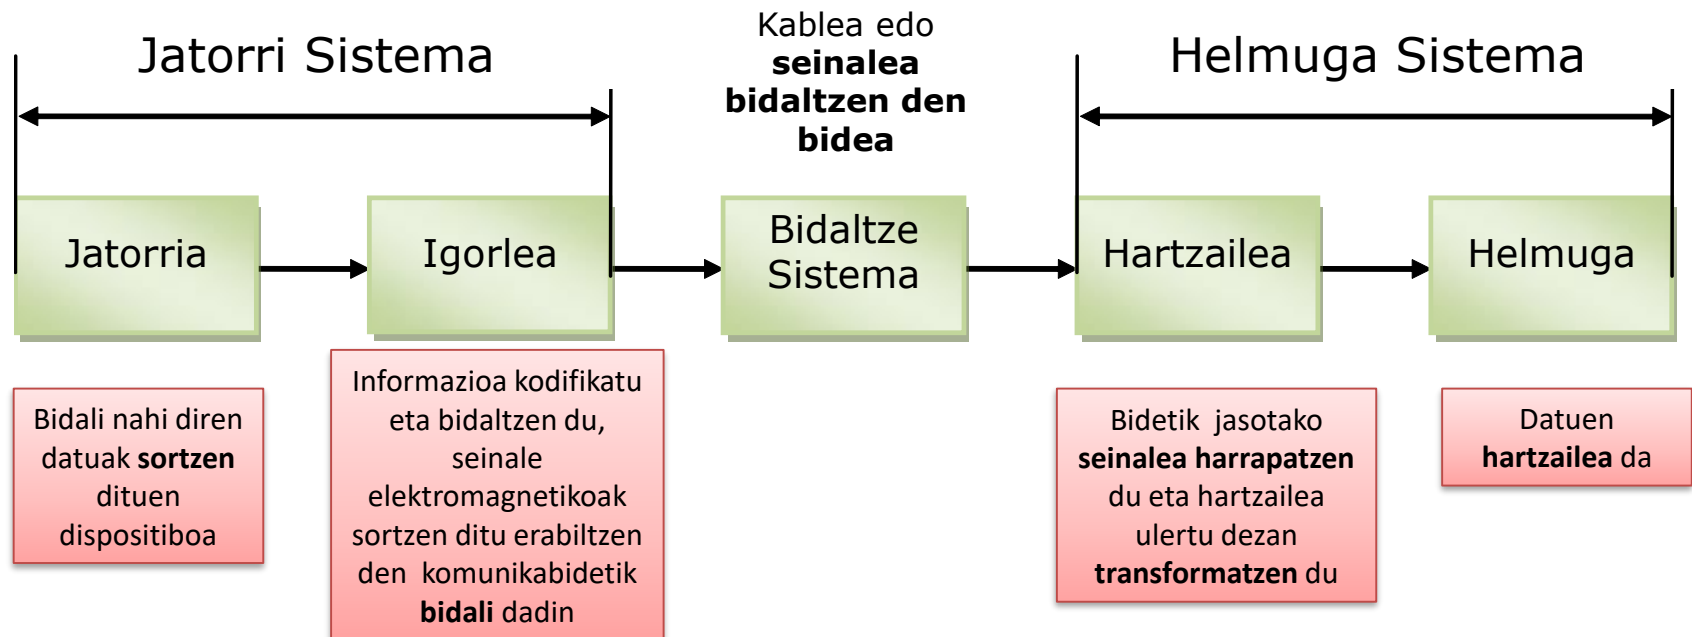 Jatorri Sistema
Kablea edo
seinalea
bidaltzen den
bidea
Helmuga Sistema
Jatorria
Igorlea
Bidaltze
Sistema
Hartzailea
Helmuga
Bidali nahi diren
datuak sortzen
dituen
dispositiboa
Informazioa kodifikatu
eta bidaltzen du,
seinale
elektromagnetikoak
sortzen ditu erabiltzen
den komunikabidetik
bidali dadin
Bidetik jasotako
seinalea harrapatzen
du eta hartzailea
ulertu dezan
transformatzen du
Datuen
hartzailea da